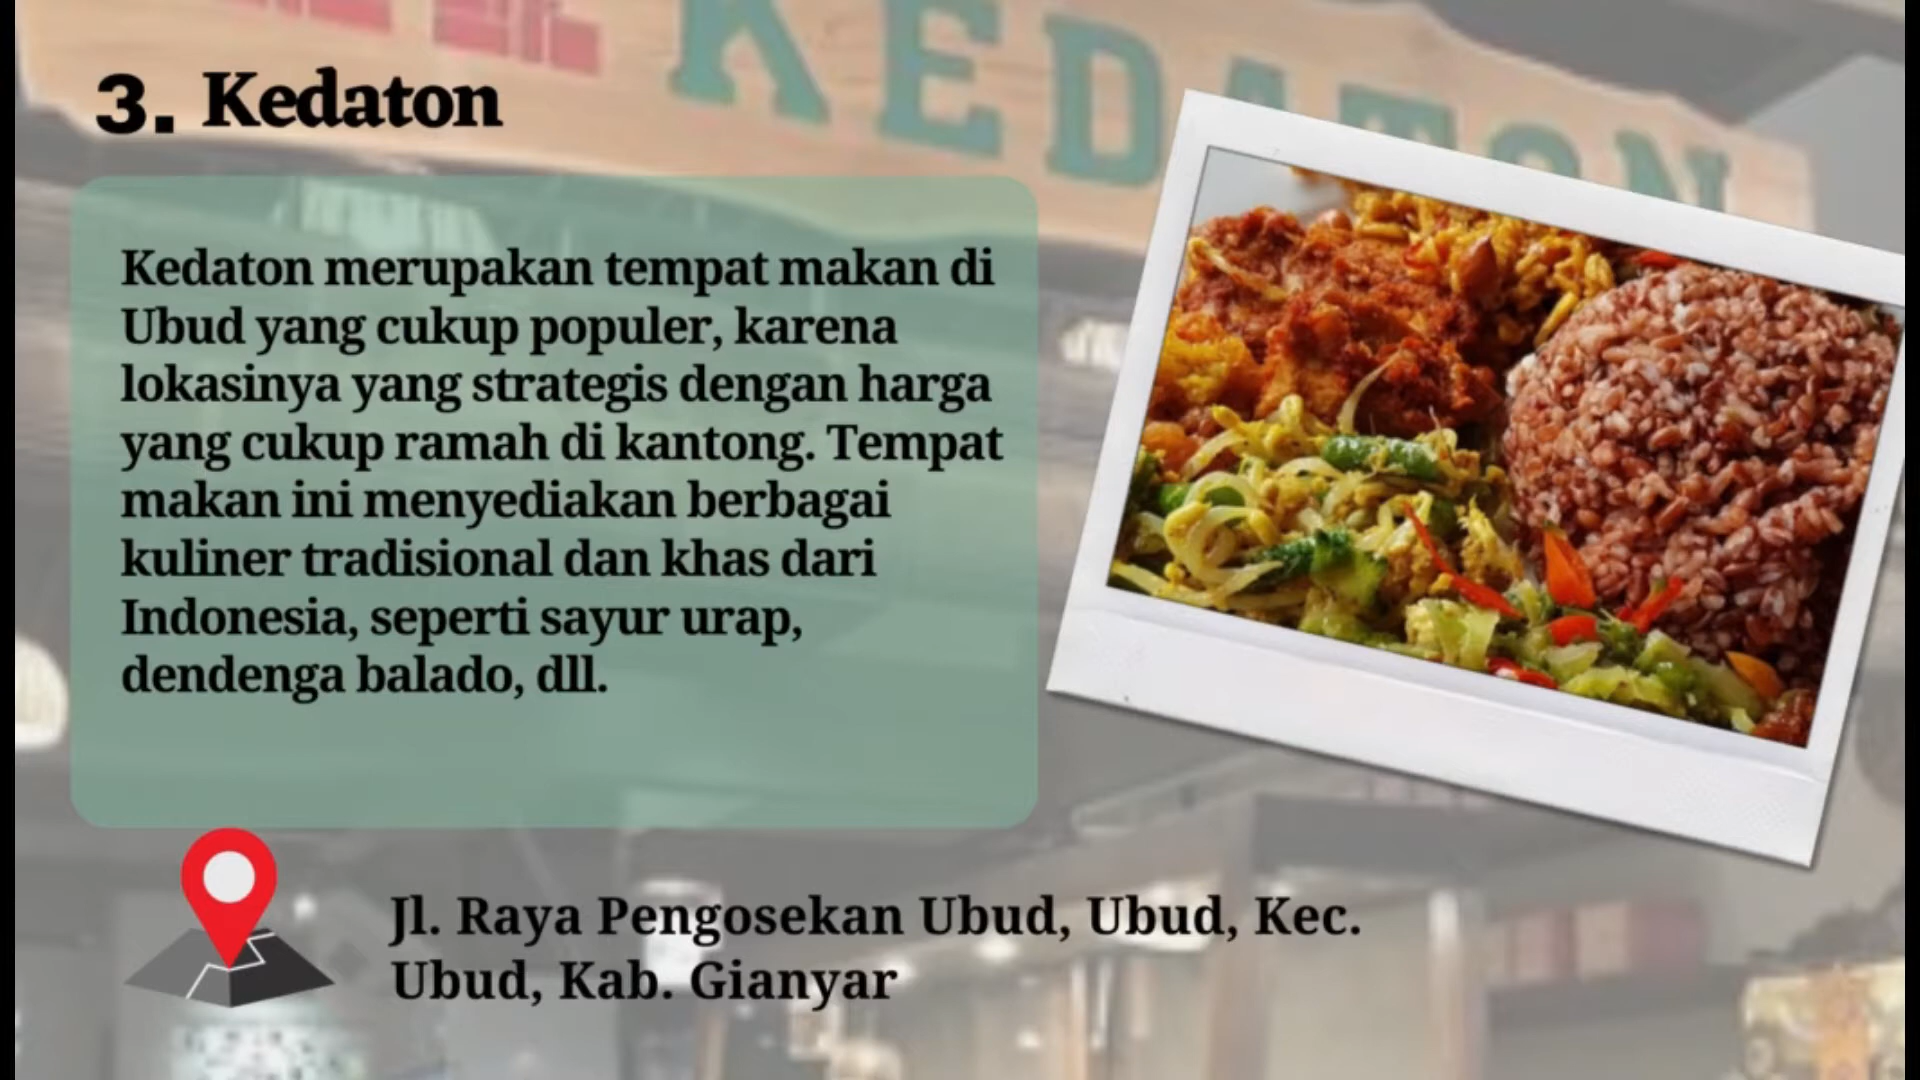 KEDATON
3. Kedaton
Kedaton merupakan tempat makan di
Ubud yang cukup populer, karena
lokasinya yang strategis dengan harga
yang cukup ramah di kantong. Tempat
makan ini menyediakan berbagai
kuliner tradisional dan khas dari
Indonesia, seperti sayur urap,
dendenga balado, dll.
Jl. Raya Pengosekan Ubud, Ubud, Kec.
Ubud, Kab. Gianyar